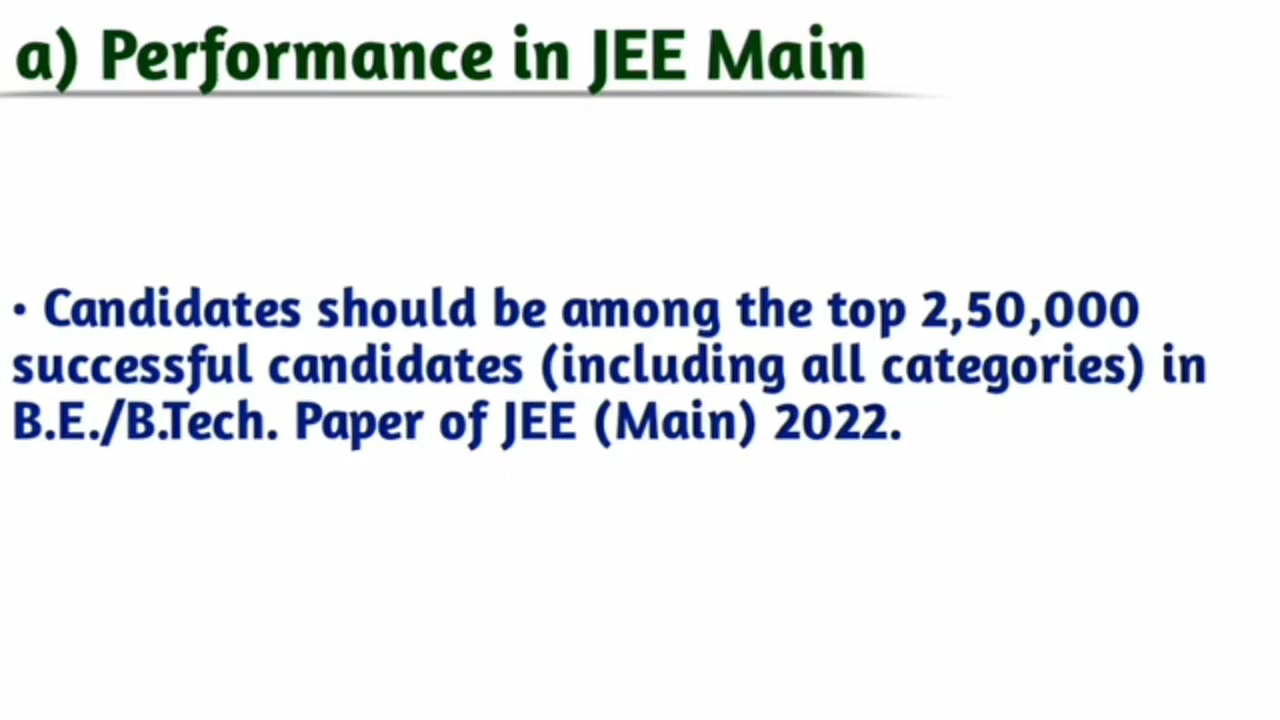 a) Performance in JEE Main
• Candidates should be among the top 2,50,000
successful candidates (including all categories) in
B.E./B.Tech. Paper of JEE (Main) 2022.